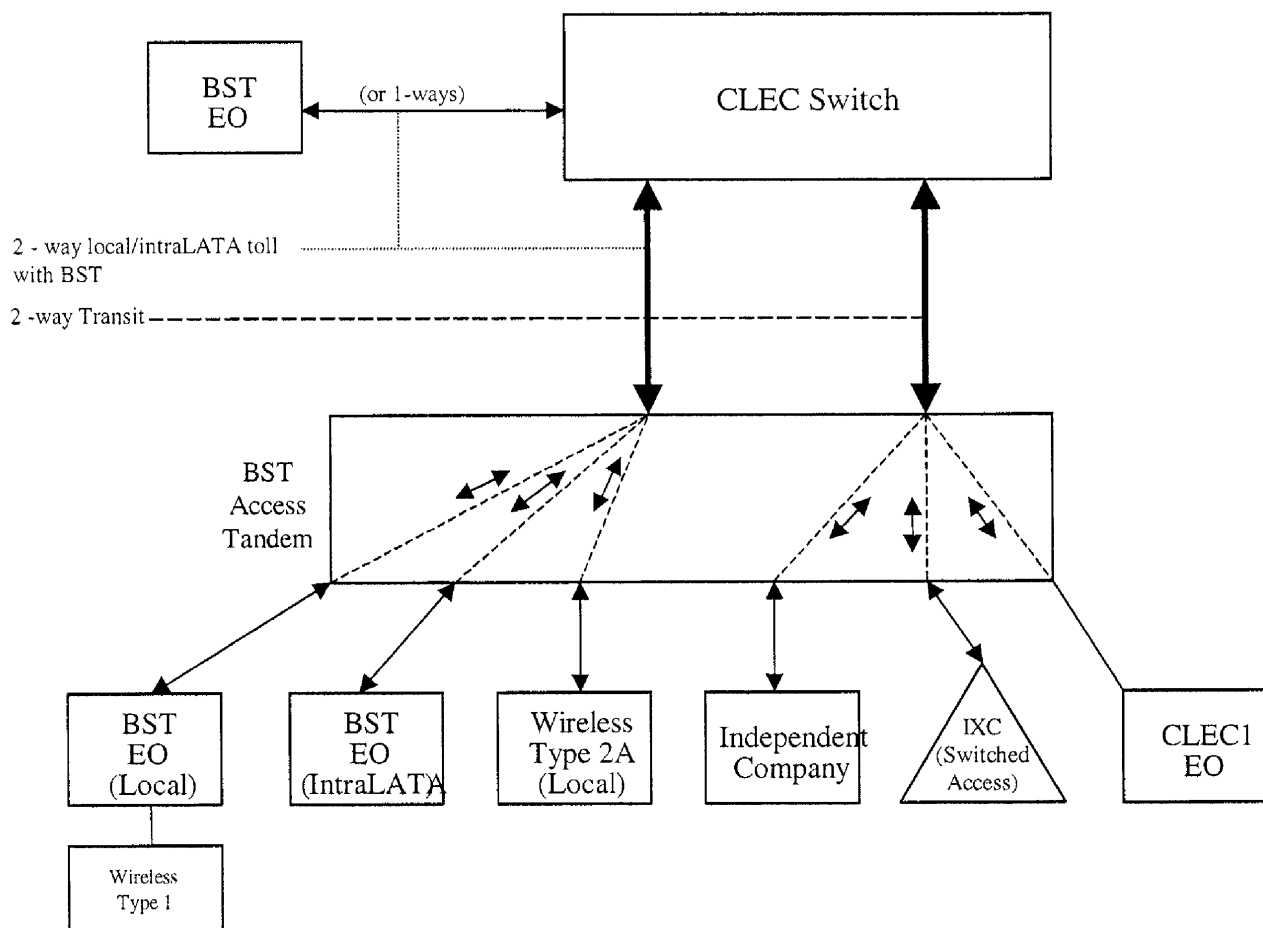 BST
EO
(or 1-ways)
CLEC Switch
2 - way local/intraLATA toll
with BST
2 -way Transit
BST
Access
Tandem
BST
EO
(Local)
BST
EO
(IntraLATA)
Wireless
Type 2A
(Local)
Independent
Company
IXC
(Switched
Access)
CLEC1
EO
Wireless
Type 1